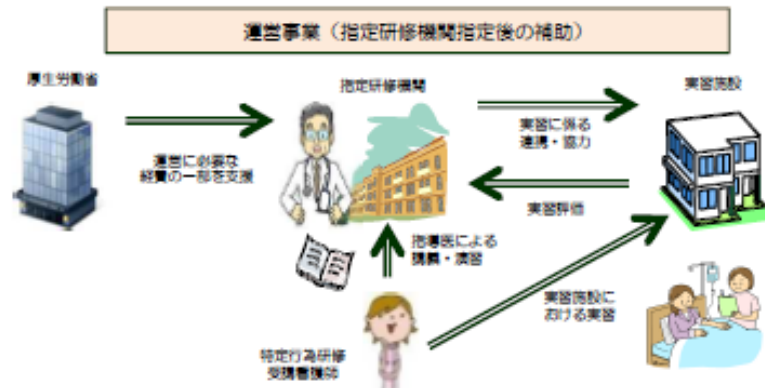 運営事業（指定研修機関指定後の補助）
厚生労働省
指定研修機関
実習施設
運営に必要な
経費の一部を支援
実習に係る
連携・協力
実習評価
指導医による
講義・演習
実習施設に
おける実習
特定行為研修
受講看護師